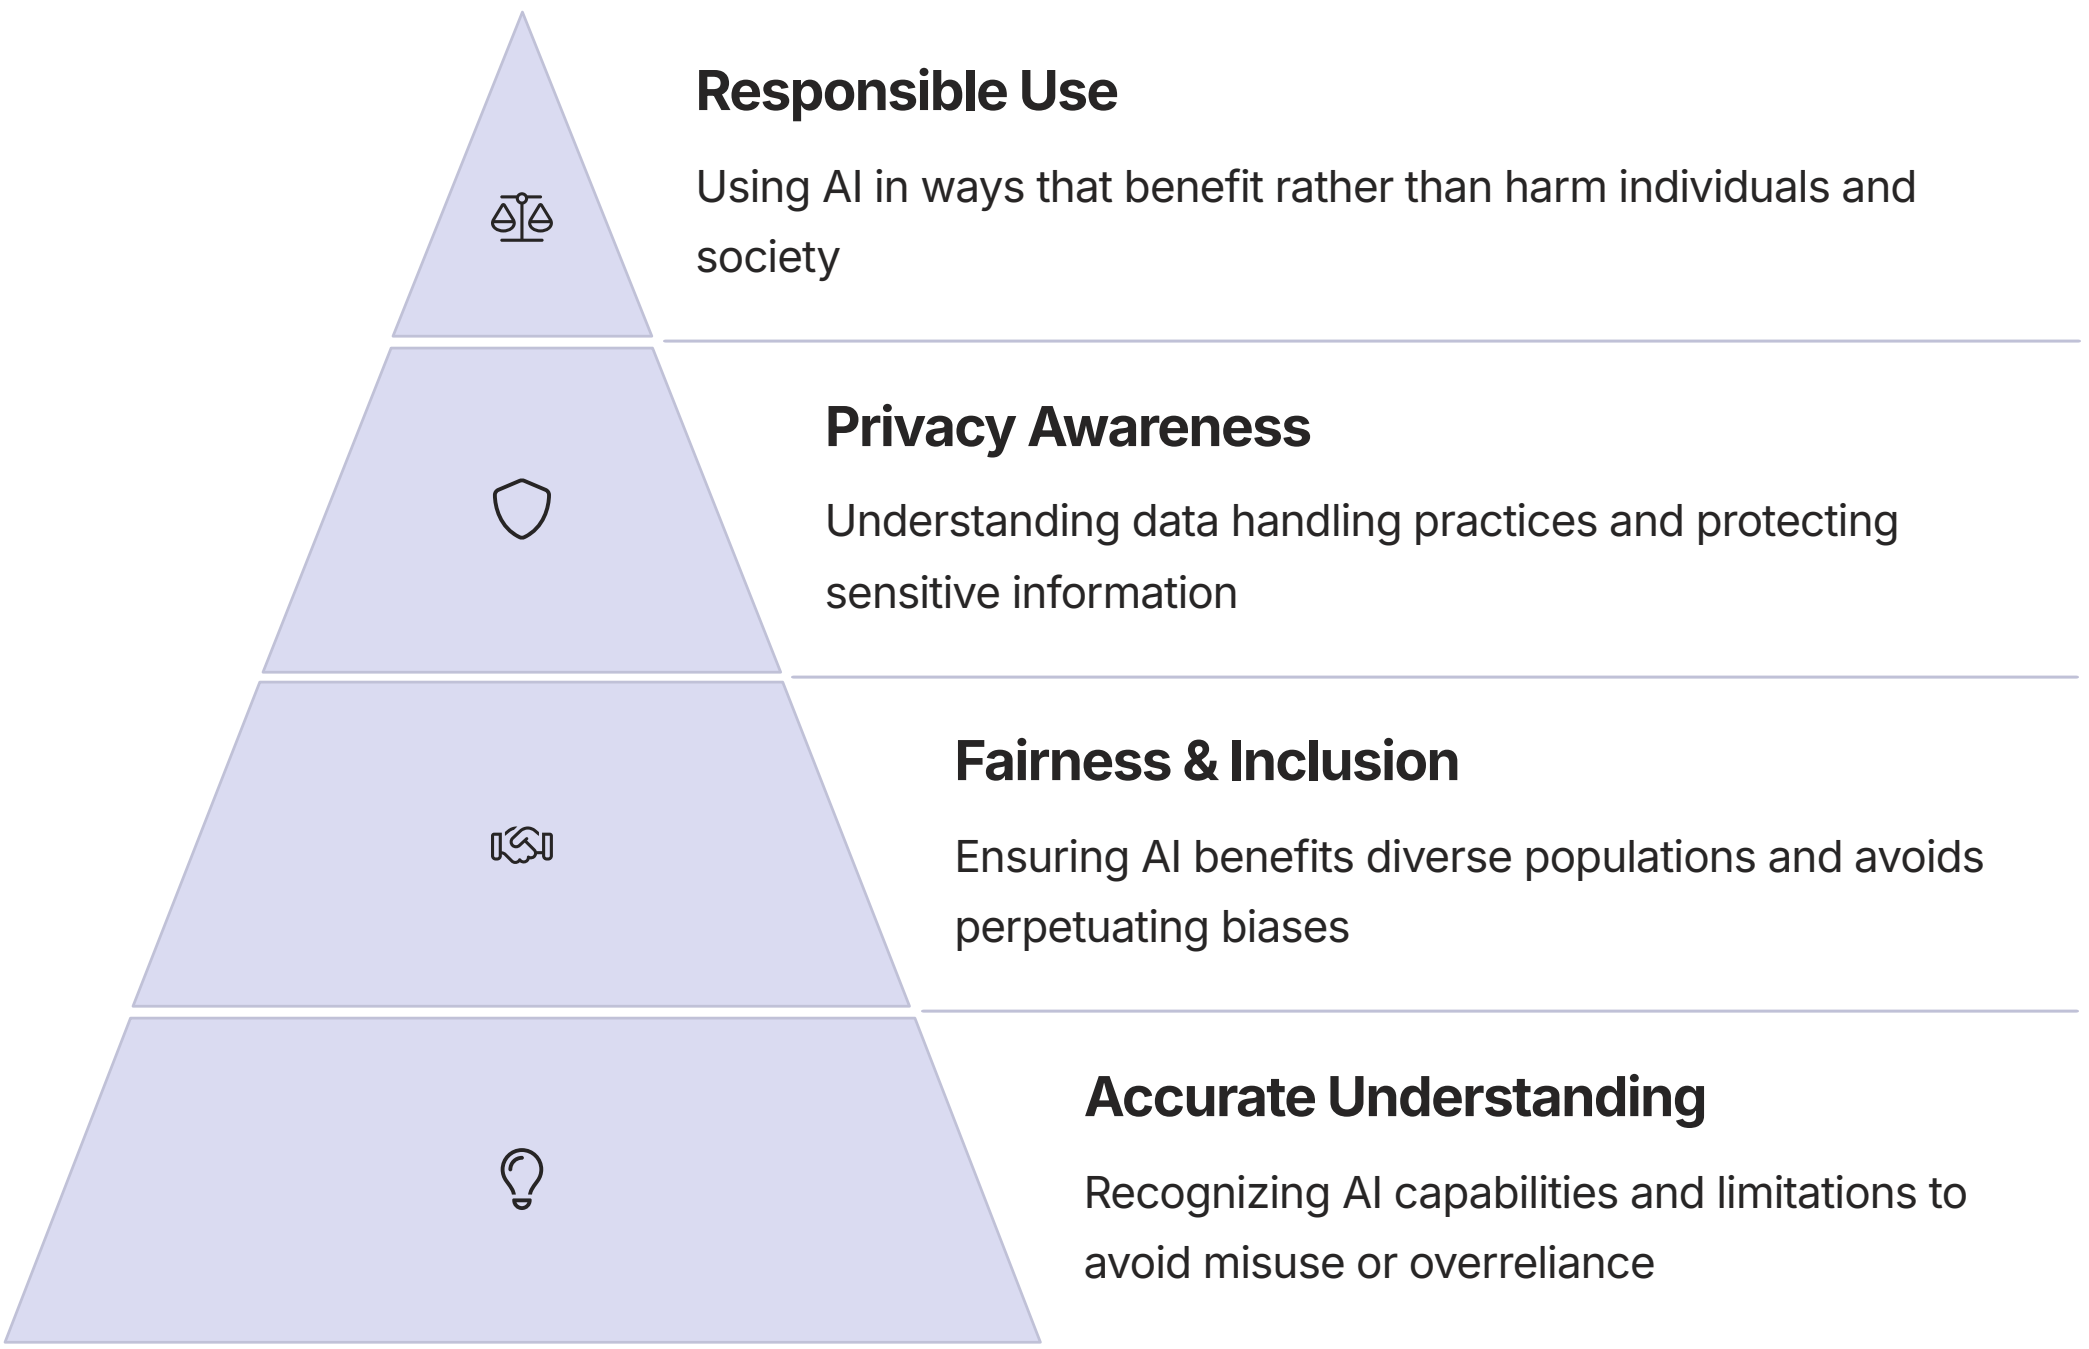 Responsible Use
Using AI in ways that benefit rather than harm individuals and
society
Privacy Awareness
Understanding data handling practices and protecting
sensitive information
Fairness & Inclusion
Ensuring AI benefits diverse populations and avoids
perpetuating biases
Accurate Understanding
Recognizing AI capabilities and limitations to
avoid misuse or overreliance